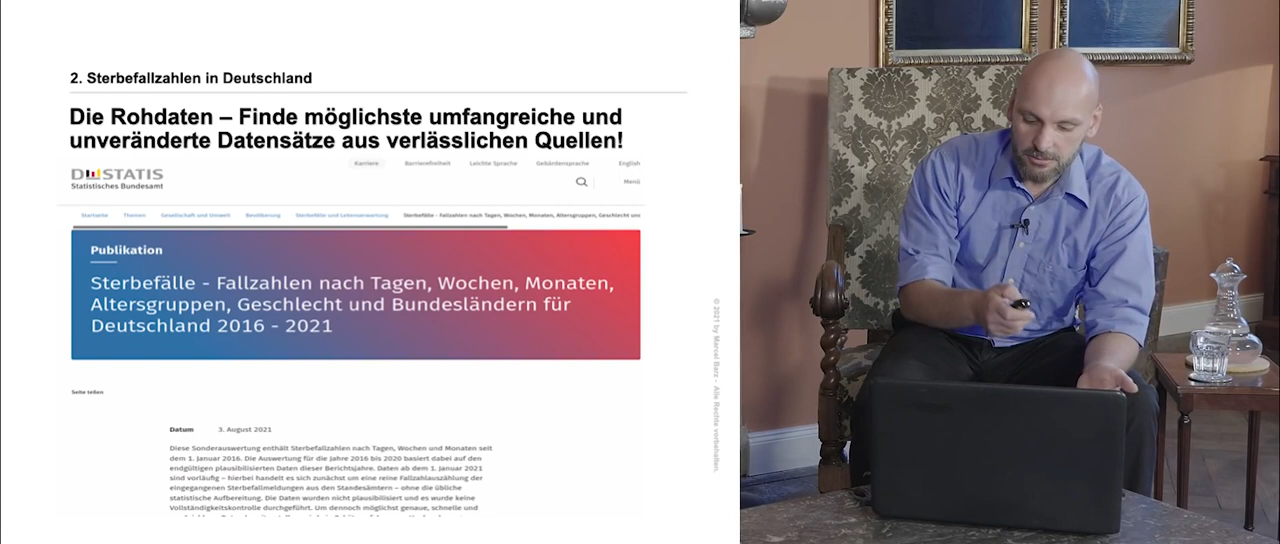 2. Sterbefallzahlen in Deutschland
Die Rohdaten – Finde möglichste umfangreiche und
unveränderte Datensätze aus verlässlichen Quellen!
Karriere Barrierefreiheit Leichte Sprache Gebärdensprache English
DESTATIS
Statistisches Bundesamt
Menü
Startseite Themen Gesellschaft und Umwelt Bevölkerung Sterbefälle und Lebenserwartung Sterbefälle - Fallzahlen nach Tagen, Wochen, Monaten, Altersgruppen, Geschlecht und
Publikation
Sterbefälle - Fallzahlen nach Tagen, Wochen, Monaten,
Altersgruppen, Geschlecht und Bundesländern für
Deutschland 2016 - 2021
Seite teilen
Datum 3. August 2021
Diese Sonderauswertung enthält Sterbefallzahlen nach Tagen, Wochen und Monaten seit
dem 1. Januar 2016. Die Auswertung für die Jahre 2016 bis 2020 basiert dabei auf den
endgültigen plausibilisierten Daten dieser Berichtsjahre. Daten ab dem 1. Januar 2021
sind vorläufig – hierbei handelt es sich zunächst um eine reine Fallzahlauszählung der
eingegangenen Sterbefallmeldungen aus den Standesämtern – ohne die übliche
statistische Aufbereitung. Die Daten wurden nicht plausibilisiert und es wurde keine
Vollständigkeitskontrolle durchgeführt. Um dennoch möglichst genaue, schnelle und
© 2021 by Marcel Barz - Alle Rechte vorbehalten.